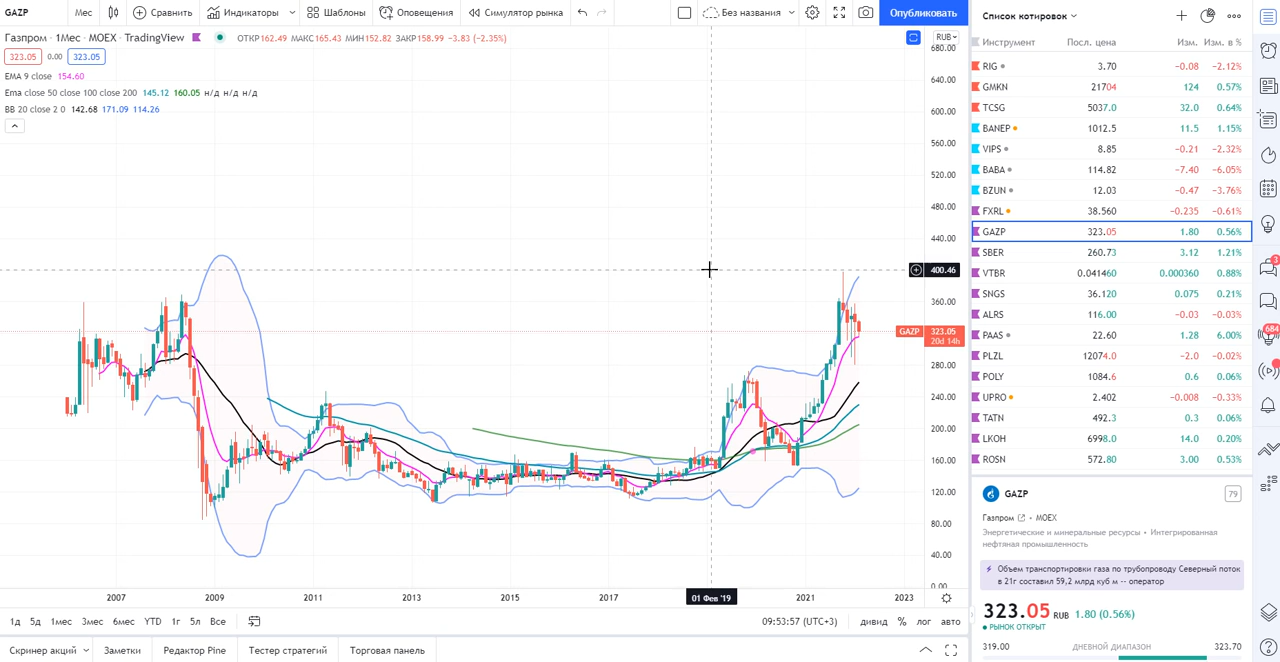 GAZP Мес Сравнить Индикаторы Шаблоны Оповещения Симулятор рынка Без названия Опубликовать
Газпром · 1Мес · MOEX · TradingView ОТКР162.49 МАКС165.43 МИН152.82 ЗАКР158.99 −3.83 (−2.35%)
RUB
323.05 0.00 323.05
EMA 9 close 154.60
Ema close 50 close 100 close 200 145.12 160.05 н/д н/д н/д
BB 20 close 2 0 142.68 171.09 114.26
680.00
640.00
600.00
560.00
520.00
480.00
440.00
400.46
360.00
GAZP 323.05
20d 14h
280.00
240.00
200.00
160.00
120.00
80.00
40.00
0.00
2007 2009 2011 2013 2015 2017 01 Фев '19 2021 2023
1д 5д 1мес 3мес 6мес YTD 1г 5л Все 09:53:57 (UTC+3) дивид % лог авто
Скринер акций Заметки Редактор Pine Тестер стратегий Торговая панель
Список котировок
Инструмент Посл. цена Изм. Изм. в %
RIG 3.70 −0.08 −2.12%
GMKN 21704 124 0.57%
TCSG 5037.0 32.0 0.64%
BANEP 1012.5 11.5 1.15%
VIPS 8.85 −0.21 −2.32%
BABA 114.82 −7.40 −6.05%
BZUN 12.03 −0.47 −3.76%
FXRL 38.560 −0.235 −0.61%
GAZP 323.05 1.80 0.56%
SBER 260.73 3.12 1.21%
VTBR 0.041460 0.000360 0.88%
SNGS 36.120 0.075 0.21%
ALRS 116.00 −0.03 −0.03%
PAAS 22.60 1.28 6.00%
PLZL 12074.0 −2.0 −0.02%
POLY 1084.6 0.6 0.06%
UPRO 2.402 −0.008 −0.33%
TATN 492.3 0.3 0.06%
LKOH 6998.0 14.0 0.20%
ROSN 572.80 3.00 0.53%
GAZP 79
Газпром · MOEX
Энергетические и минеральные ресурсы • Интегрированная
нефтяная промышленность
Объем транспортировки газа по трубопроводу Северный поток
в 21г составил 59,2 млрд куб м -- оператор
323.05 RUB 1.80 (0.56%)
РЫНОК ОТКРЫТ
319.00 ДНЕВНОЙ ДИАПАЗОН 323.70
3
684